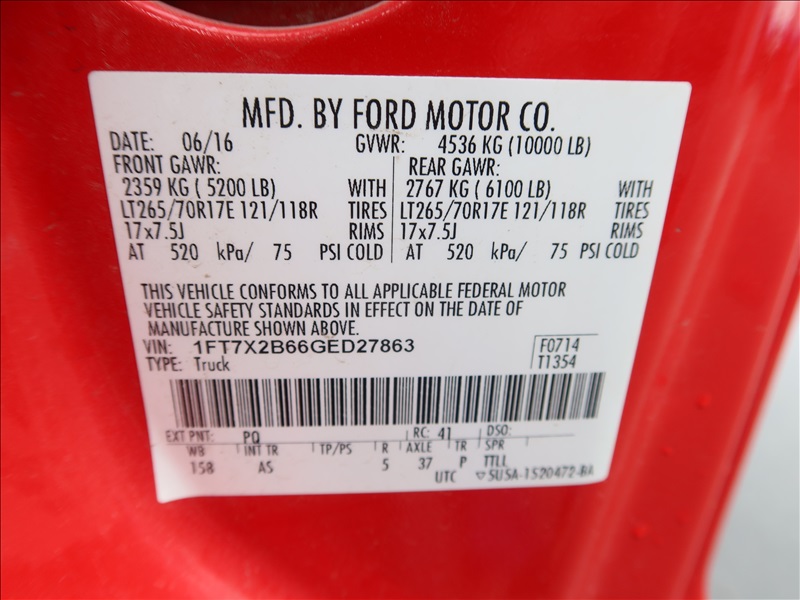 MFD. BY FORD MOTOR CO.
DATE: 06/16 GVWR: 4536 KG (10000 LB)
FRONT GAWR: REAR GAWR:
2359 KG ( 5200 LB) WITH 2767 KG ( 6100 LB) WITH
LT265/70R17E 121/118R TIRES LT265/70R17E 121/118R TIRES
17x7.5J RIMS 17x7.5J RIMS
AT 520 kPa/ 75 PSI COLD AT 520 kPa/ 75 PSI COLD
THIS VEHICLE CONFORMS TO ALL APPLICABLE FEDERAL MOTOR
VEHICLE SAFETY STANDARDS IN EFFECT ON THE DATE OF
MANUFACTURE SHOWN ABOVE.
VIN: 1FT7X2B66GED27863 F0714
TYPE: Truck T1354
EXT PNT: PQ RC: 41 DSO:
WB INT TR TP/PS R AXLE TR SPR
158 AS 5 37 P TTLL
UTC ▽5U5A-1520472-BA